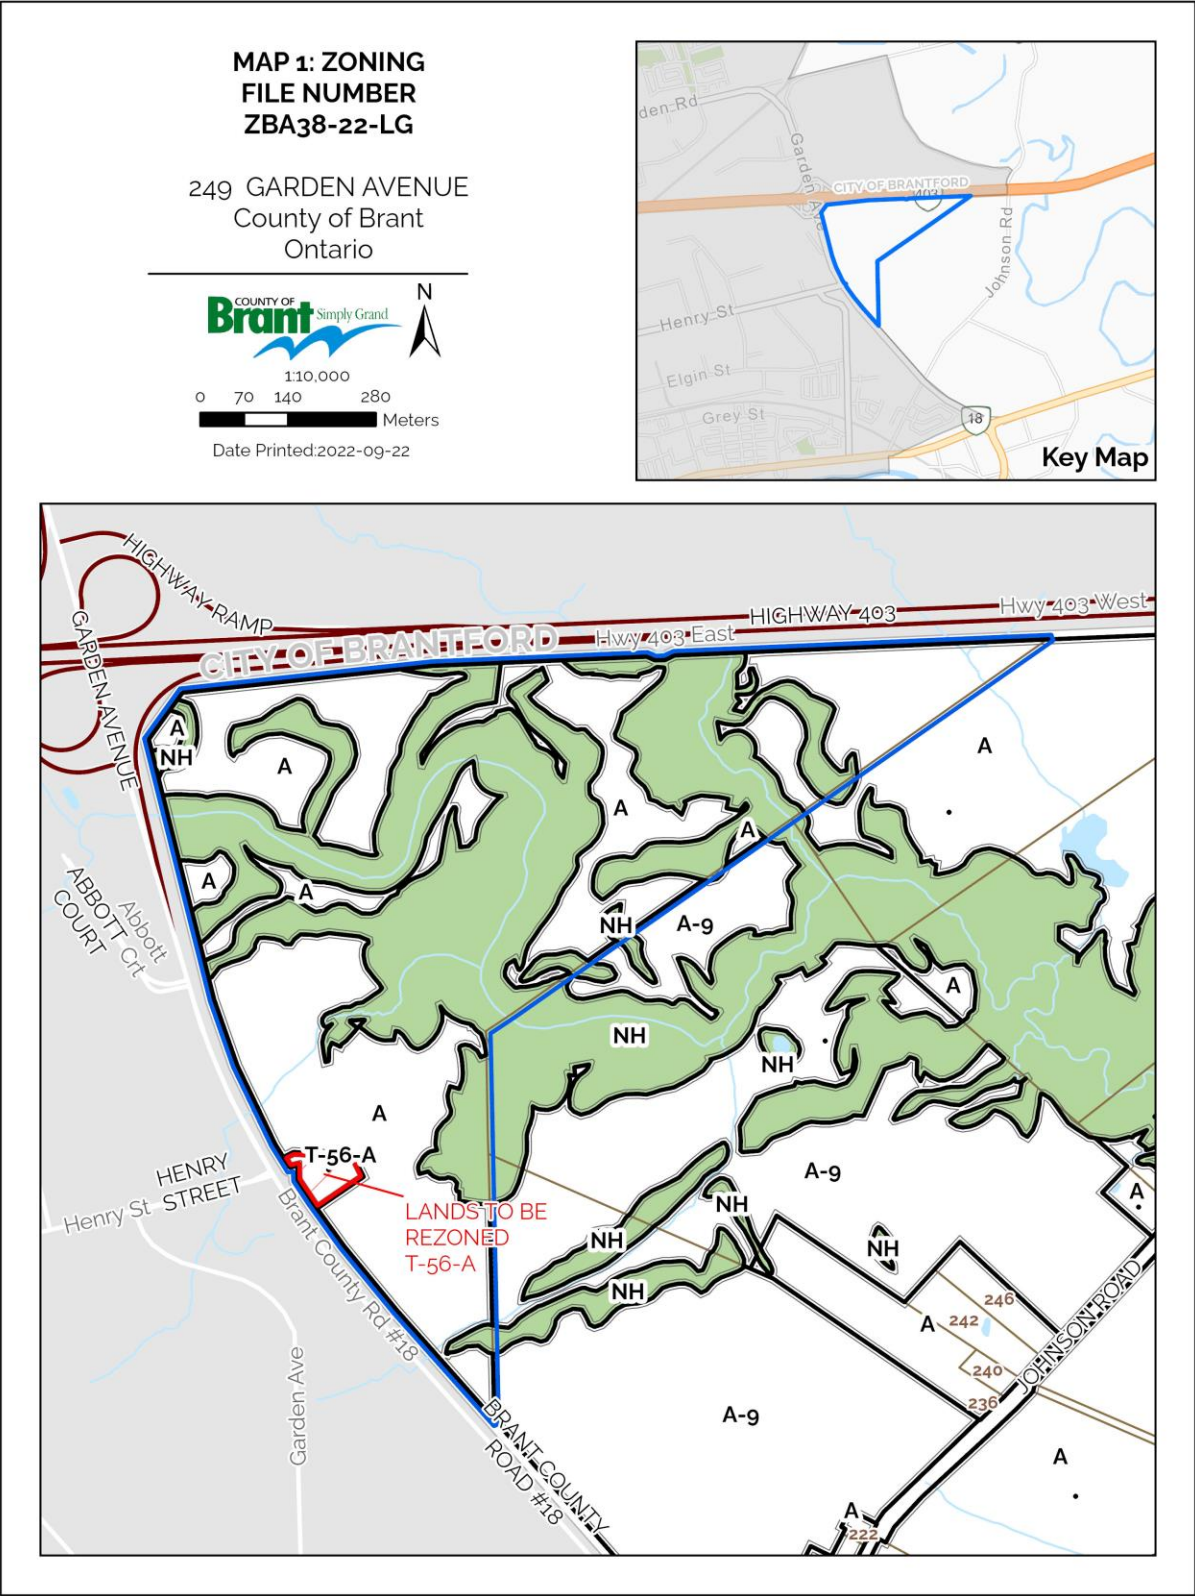 MAP 1: ZONING
FILE NUMBER
ZBA38-22-LG
249 GARDEN AVENUE
County of Brant
Ontario
COUNTY OF
Brant Simply Grand
N
1:10,000
0 70 140 280
Meters
Date Printed:2022-09-22
den Rd
Garden Ave
CITY OF BRANTFORD
403
Johnson Rd
Henry St
Elgin St
Grey St
18
Key Map
HIGHWAY RAMP
GARDEN AVENUE
CITY OF BRANTFORD
Hwy 403 East
HIGHWAY 403
Hwy 403 West
A
NH
A
A
A
A
A
A
ABBOTT
COURT
Abbott
Crt
NH
A-9
A
NH
NH
A
T-56-A
HENRY
STREET
Henry St
LANDS TO BE
REZONED
T-56-A
A-9
A
NH
NH
NH
NH
Brant County Rd #18
246
A
242
240
236
JOHNSON ROAD
Garden Ave
A-9
BRANT COUNTY
ROAD #18
A
A
222